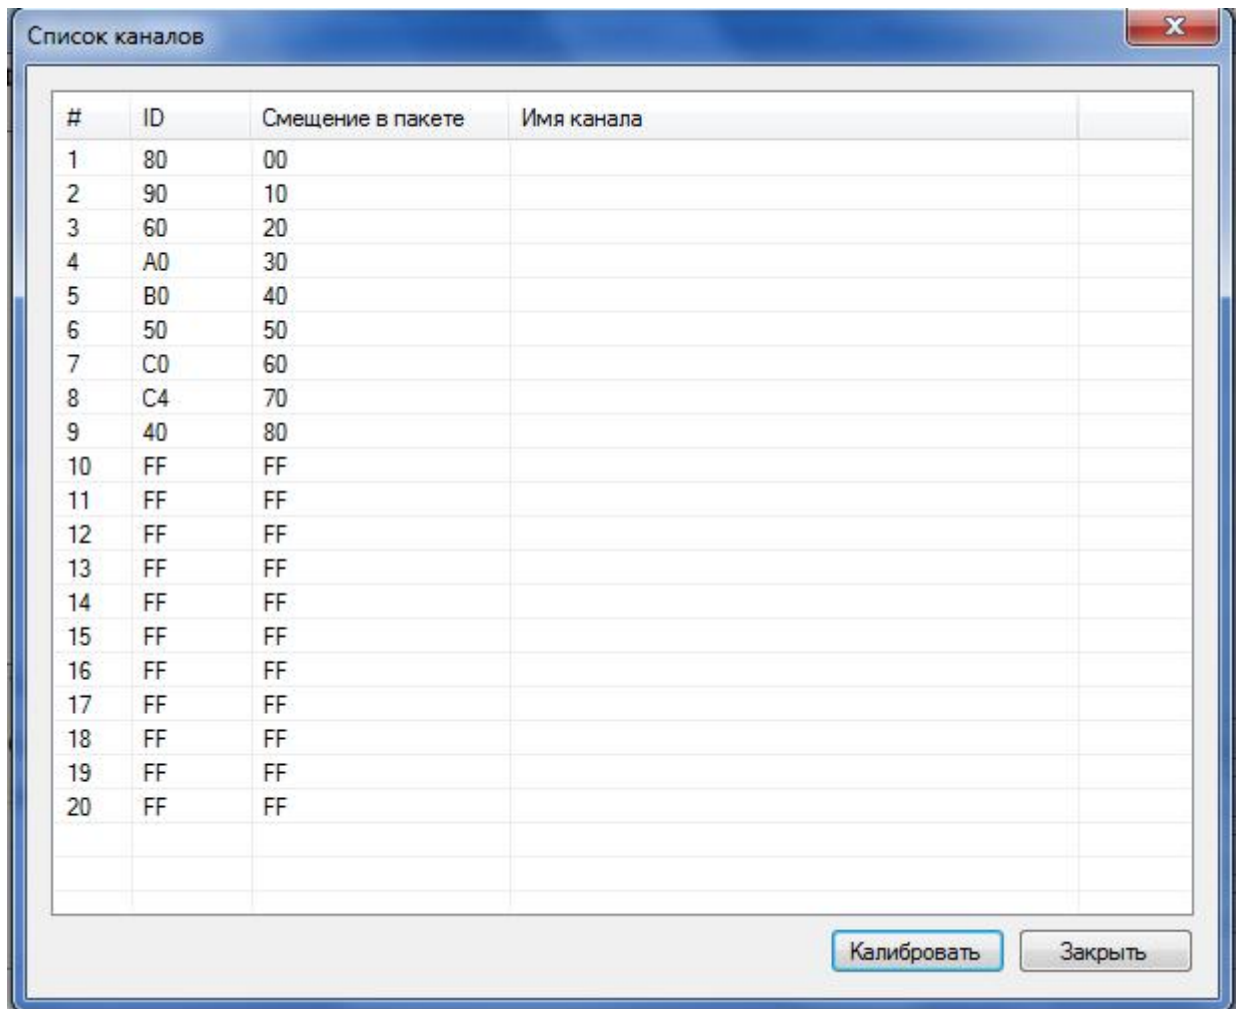 Список каналов
# ID Смещение в пакете Имя канала
1 80 00
2 90 10
3 60 20
4 A0 30
5 B0 40
6 50 50
7 C0 60
8 C4 70
9 40 80
10 FF FF
11 FF FF
12 FF FF
13 FF FF
14 FF FF
15 FF FF
16 FF FF
17 FF FF
18 FF FF
19 FF FF
20 FF FF
Калибровать Закрыть